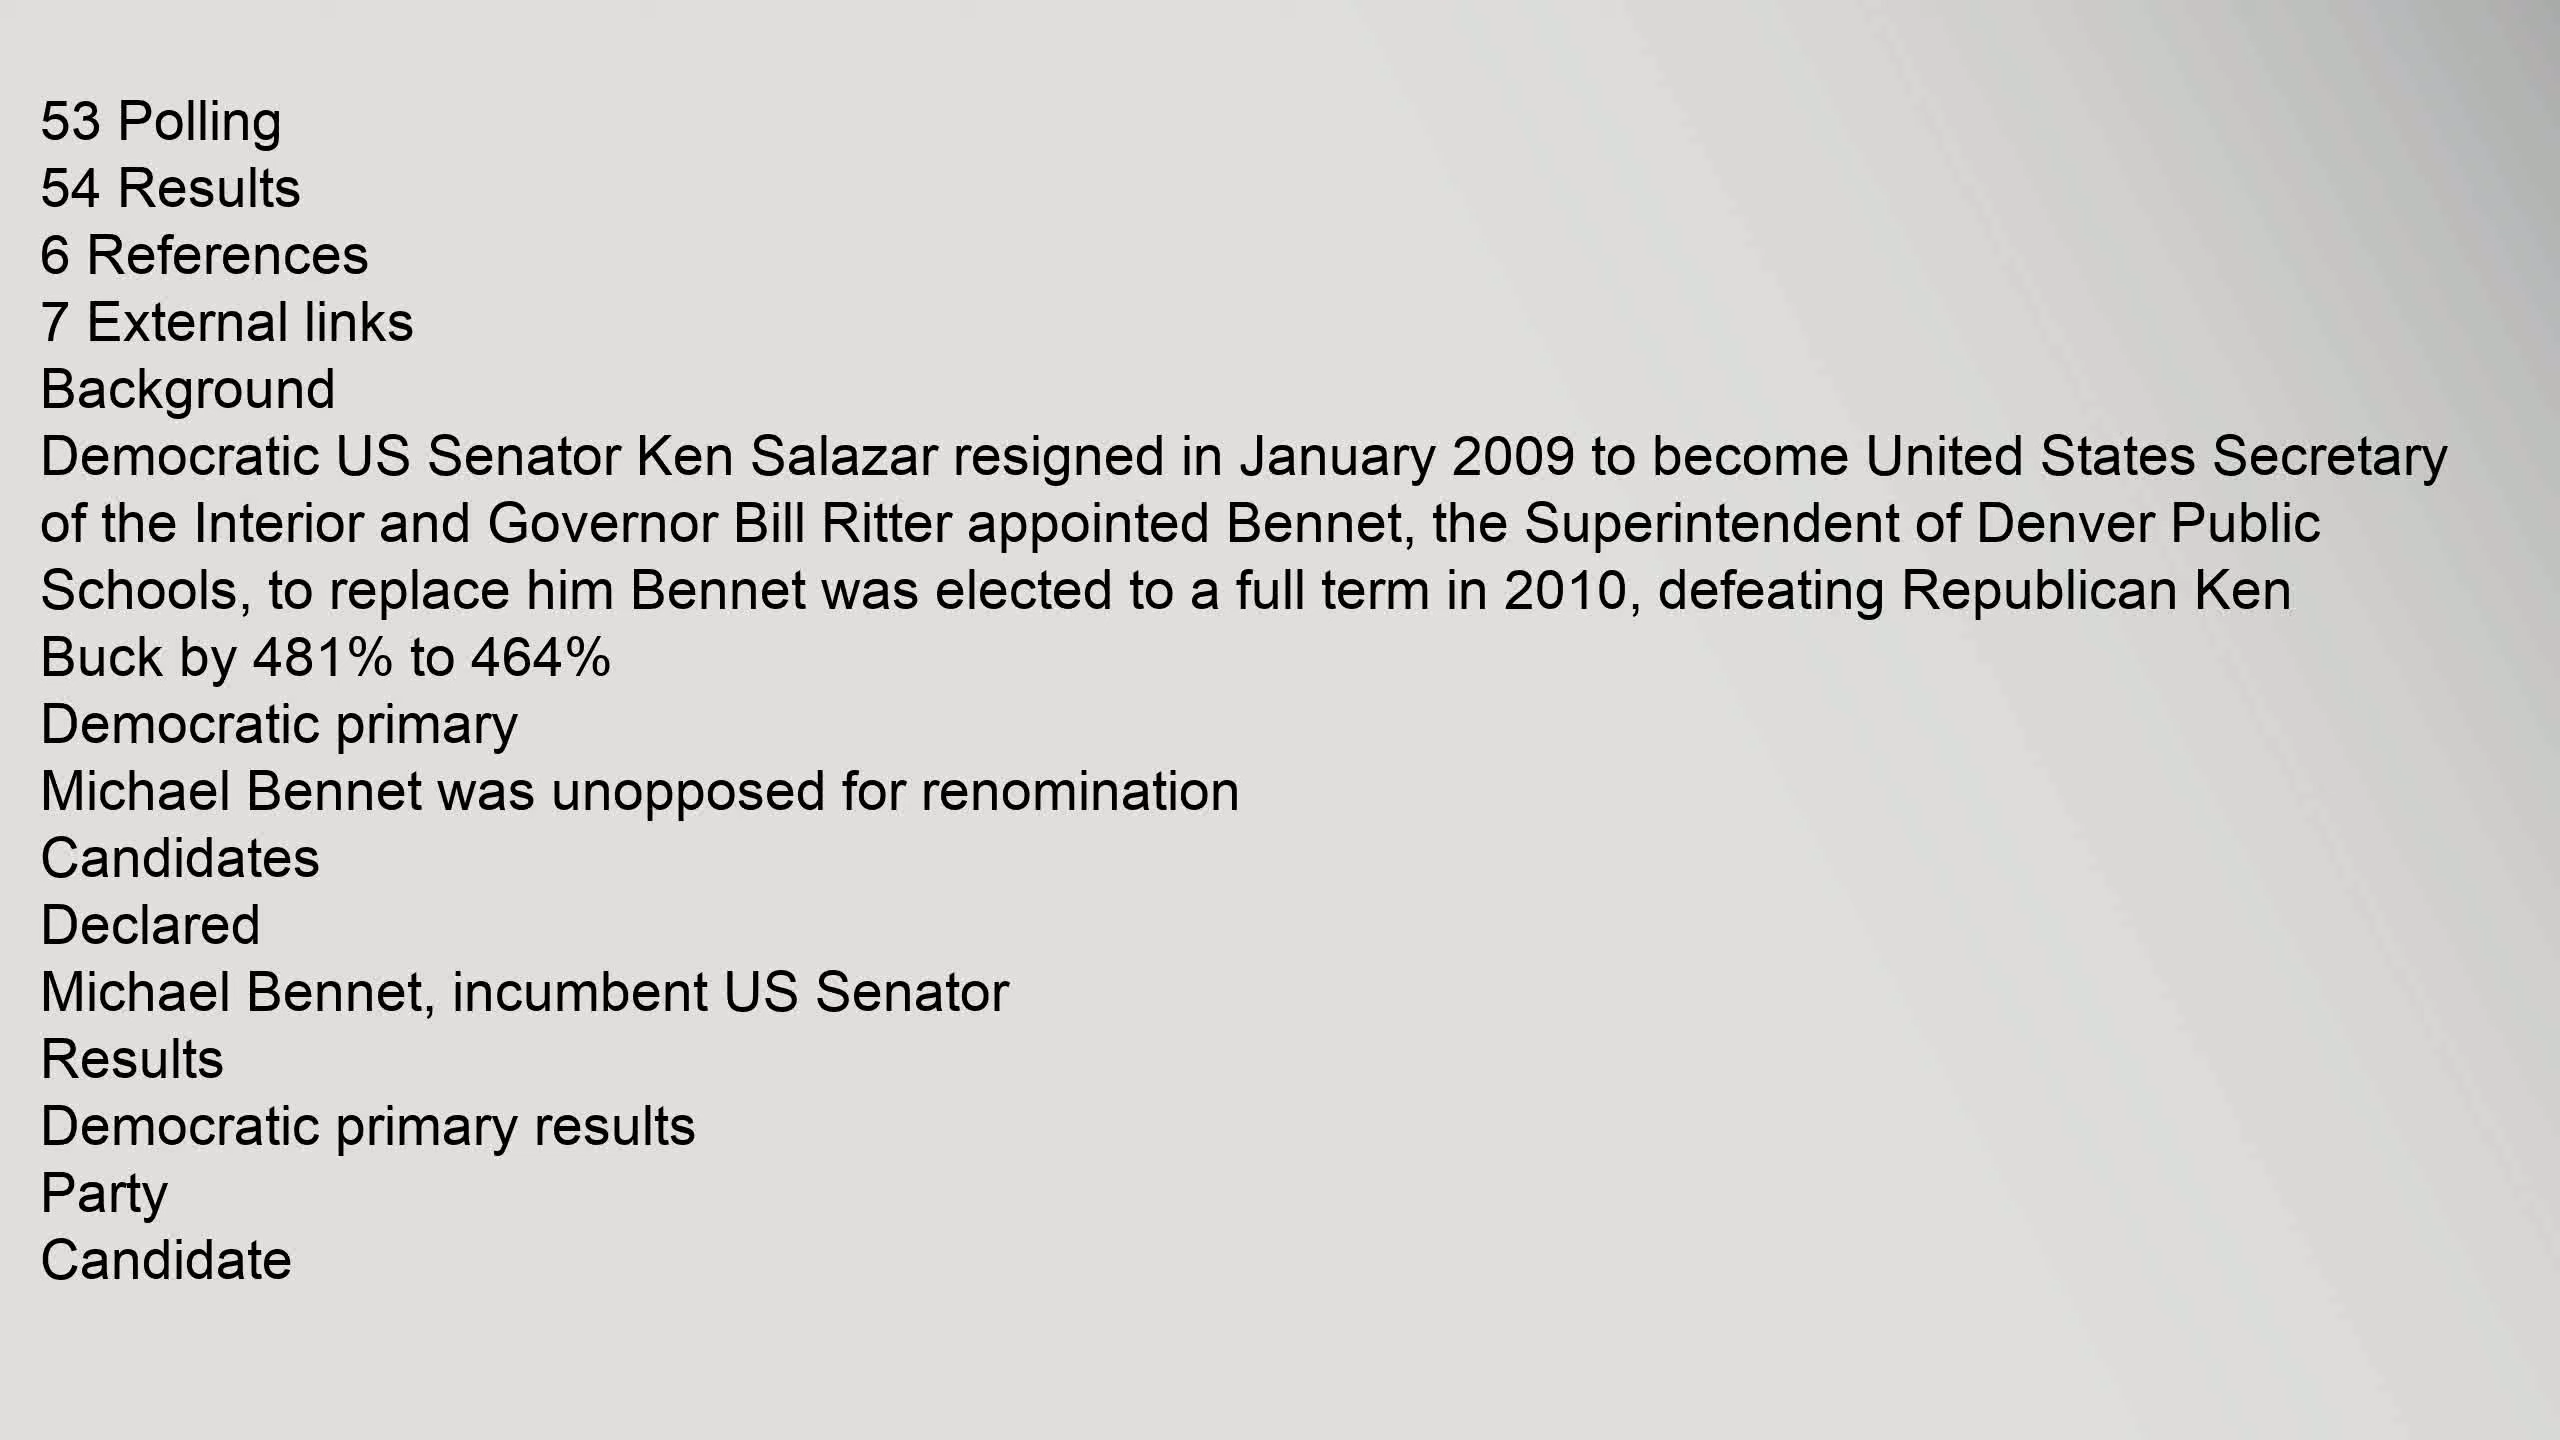 53 Polling
54 Results
6 References
7 External links
Background
Democratic US Senator Ken Salazar resigned in January 2009 to become United States Secretary
of the Interior and Governor Bill Ritter appointed Bennet, the Superintendent of Denver Public
Schools, to replace him Bennet was elected to a full term in 2010, defeating Republican Ken
Buck by 481% to 464%
Democratic primary
Michael Bennet was unopposed for renomination
Candidates
Declared
Michael Bennet, incumbent US Senator
Results
Democratic primary results
Party
Candidate